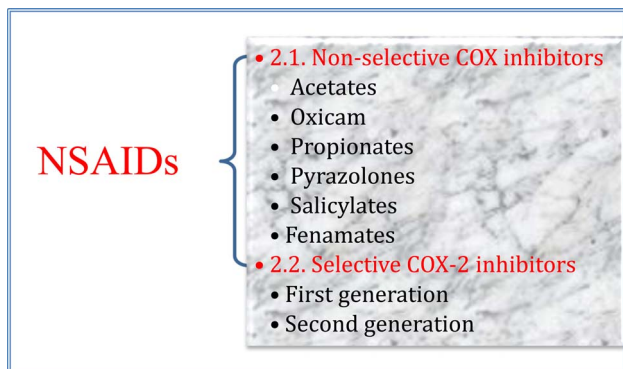 NSAIDs
• 2.1. Non-selective COX inhibitors
• Acetates
• Oxicam
• Propionates
• Pyrazolones
• Salicylates
• Fenamates
• 2.2. Selective COX-2 inhibitors
• First generation
• Second generation